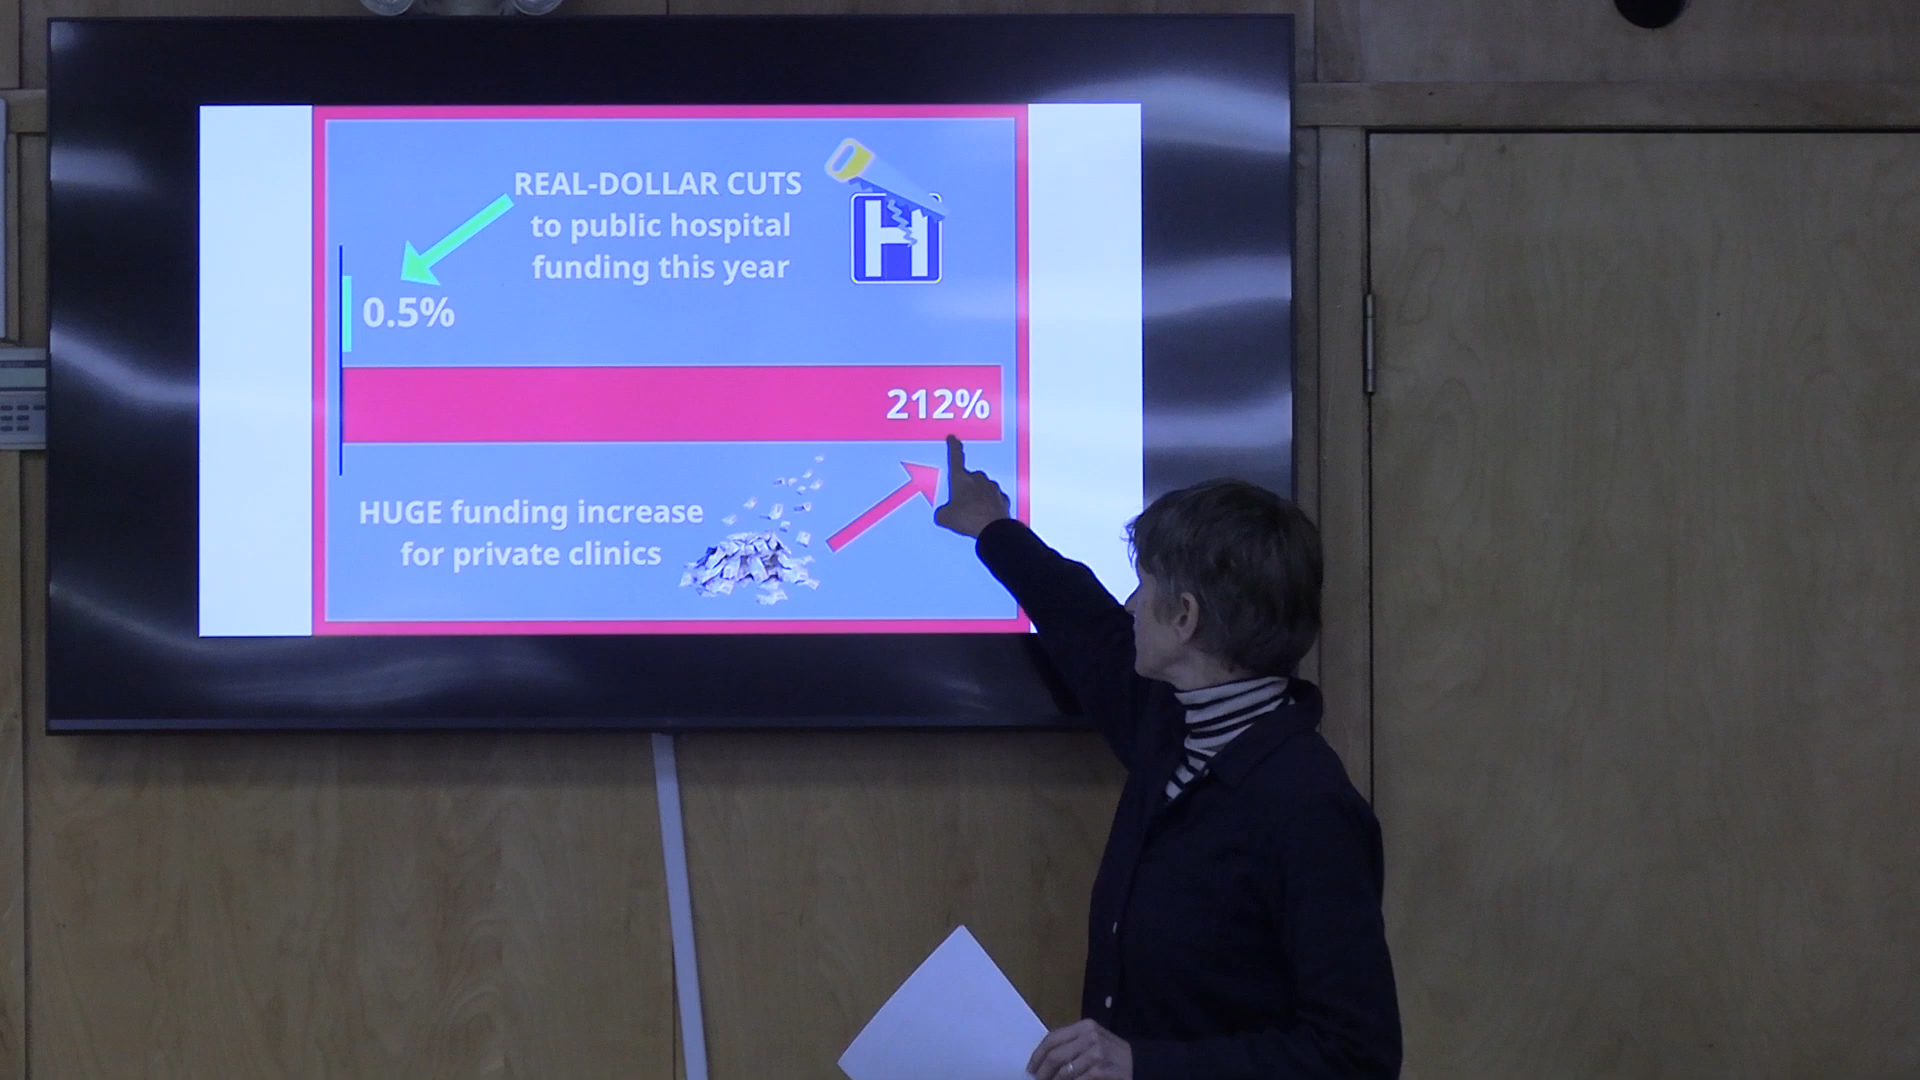 REAL-DOLLAR CUTS
to public hospital
funding this year
H
0.5%
212%
HUGE funding increase
for private clinics